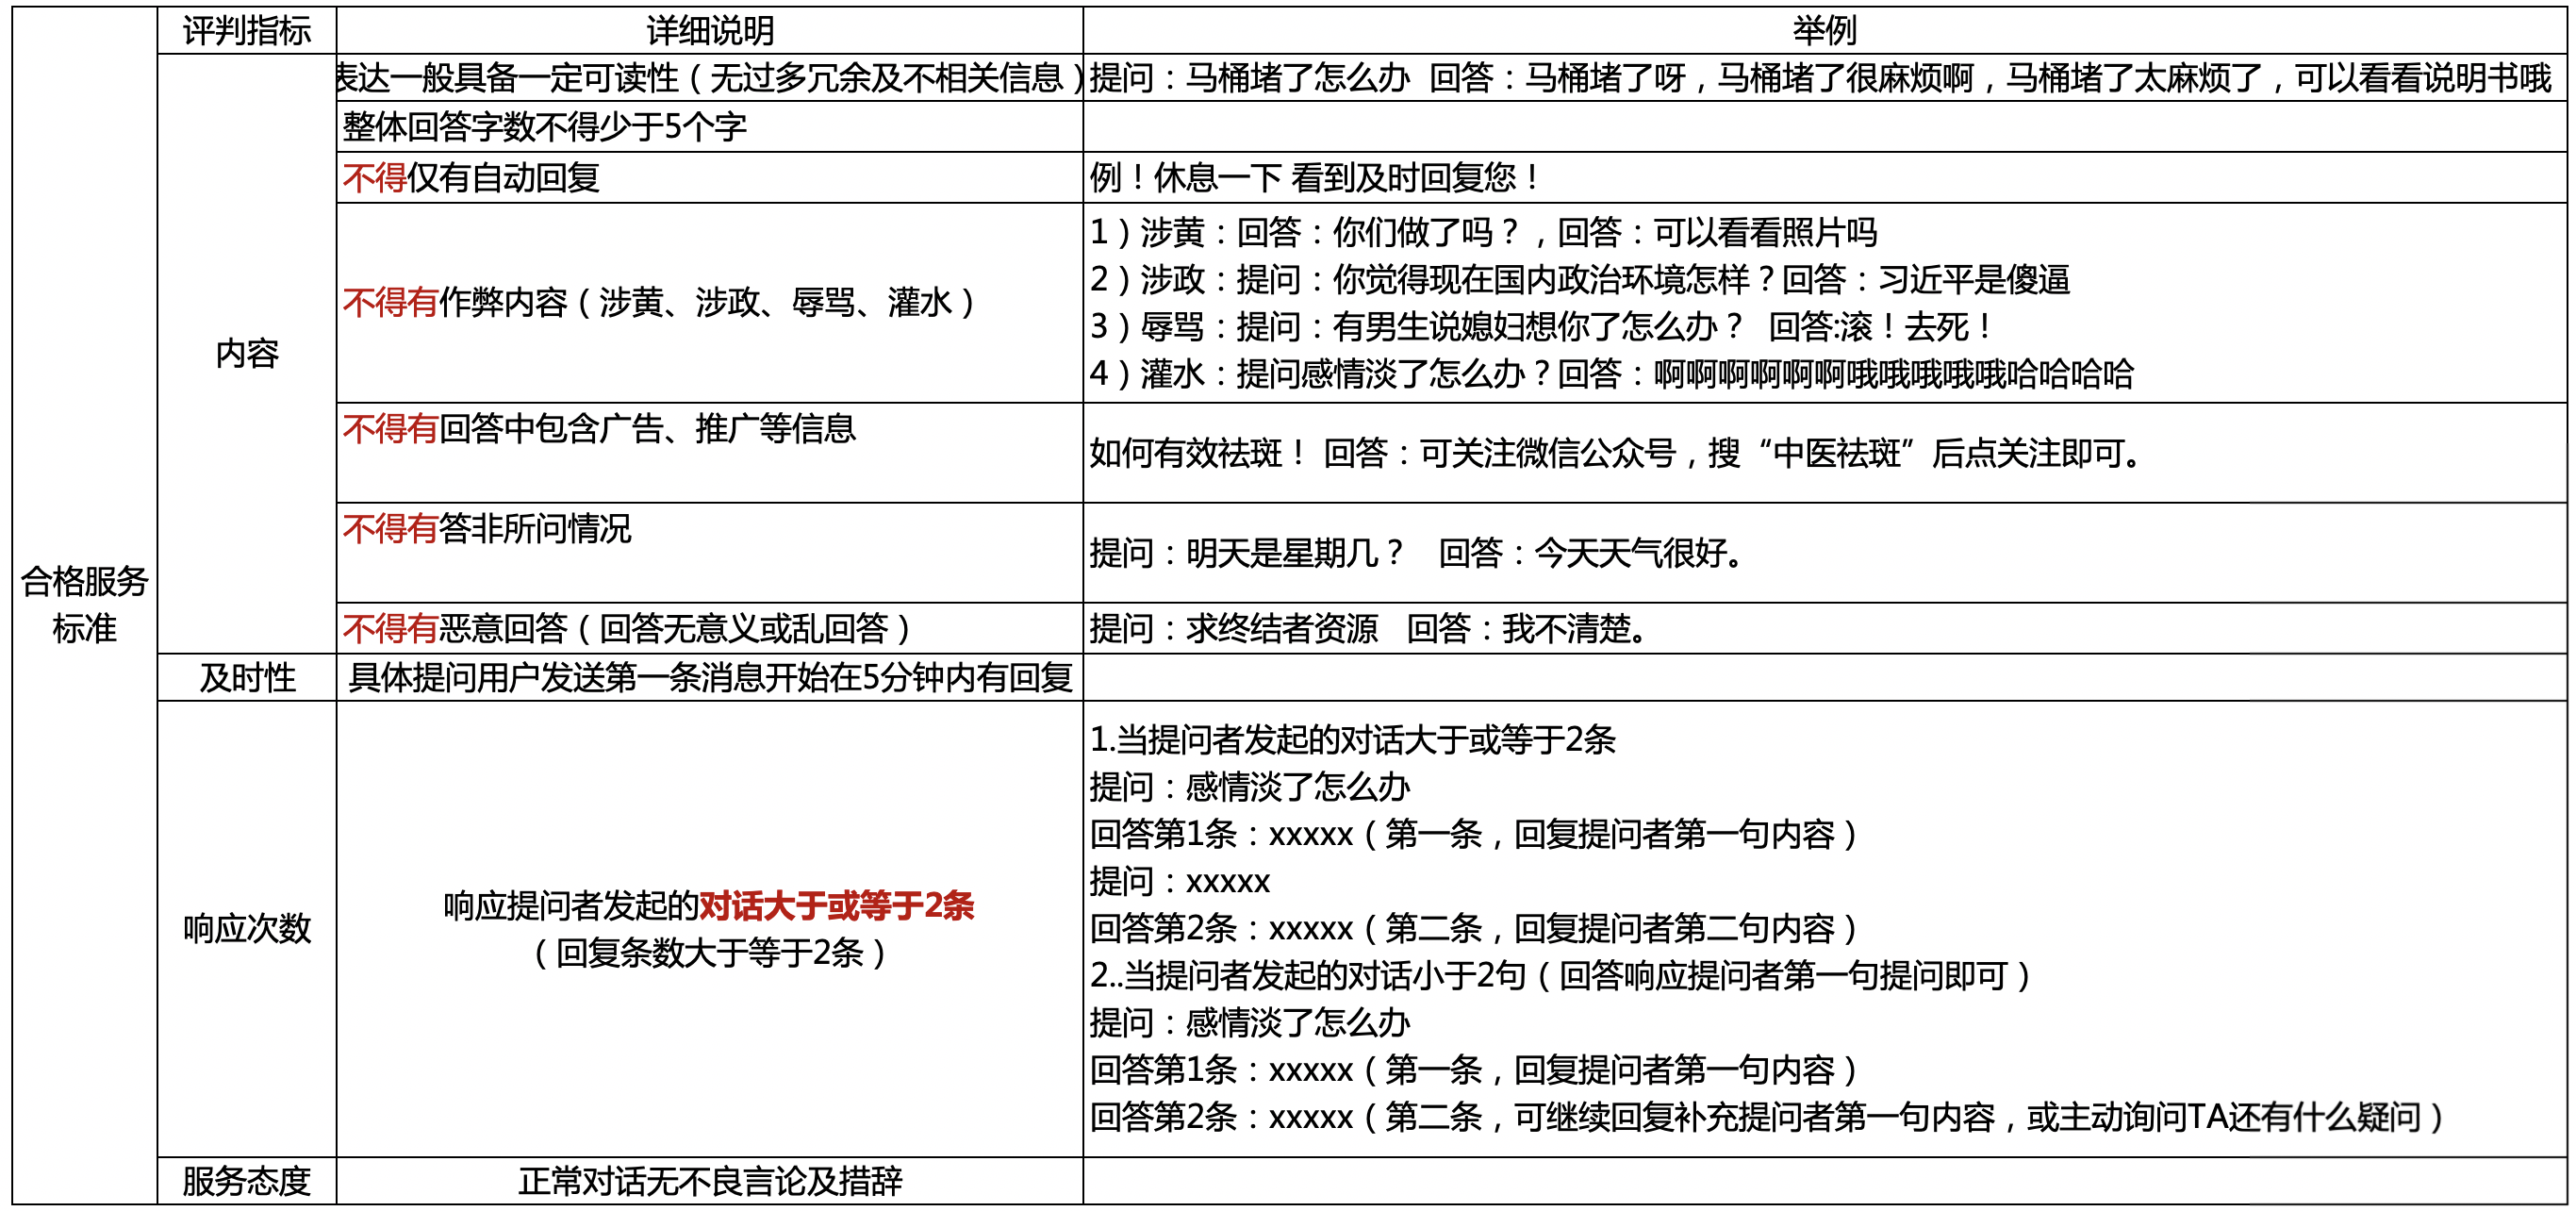 评判指标 详细说明 举例
表达一般具备一定可读性（无过多冗余及不相关信息） 提问：马桶堵了怎么办 回答：马桶堵了呀，马桶堵了很麻烦啊，马桶堵了太麻烦了，可以看看说明书哦
整体回答字数不得少于5个字
不得仅有自动回复 例！休息一下 看到及时回复您！
内容
不得有作弊内容（涉黄、涉政、辱骂、灌水）
1）涉黄：回答：你们做了吗？，回答：可以看看照片吗
2）涉政：提问：你觉得现在国内政治环境怎样？回答：习近平是傻逼
3）辱骂：提问：有男生说媳妇想你了怎么办？ 回答:滚！去死！
4）灌水：提问感情淡了怎么办？回答：啊啊啊啊啊啊哦哦哦哦哦哈哈哈哈
不得有回答中包含广告、推广等信息 如何有效祛斑！ 回答：可关注微信公众号，搜“中医祛斑”后点关注即可。
不得有答非所问情况 提问：明天是星期几？ 回答：今天天气很好。
不得有恶意回答（回答无意义或乱回答） 提问：求终结者资源 回答：我不清楚。
合格服务
标准
及时性 具体提问用户发送第一条消息开始在5分钟内有回复
响应次数
响应提问者发起的对话大于或等于2条
（回复条数大于等于2条）
1.当提问者发起的对话大于或等于2条
提问：感情淡了怎么办
回答第1条：xxxxx（第一条，回复提问者第一句内容）
提问：xxxxx
回答第2条：xxxxx（第二条，回复提问者第二句内容）
2..当提问者发起的对话小于2句（回答响应提问者第一句提问即可）
提问：感情淡了怎么办
回答第1条：xxxxx（第一条，回复提问者第一句内容）
回答第2条：xxxxx（第二条，可继续回复补充提问者第一句内容，或主动询问TA还有什么疑问）
服务态度 正常对话无不良言论及措辞